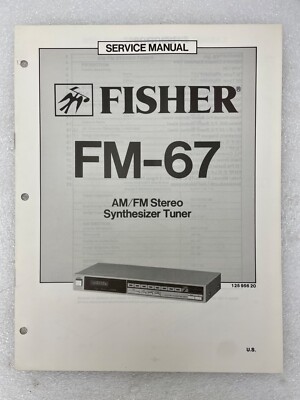 SERVICE MANUAL
FISHER®
FM-67
AM/FM Stereo
Synthesizer Tuner
U.S.